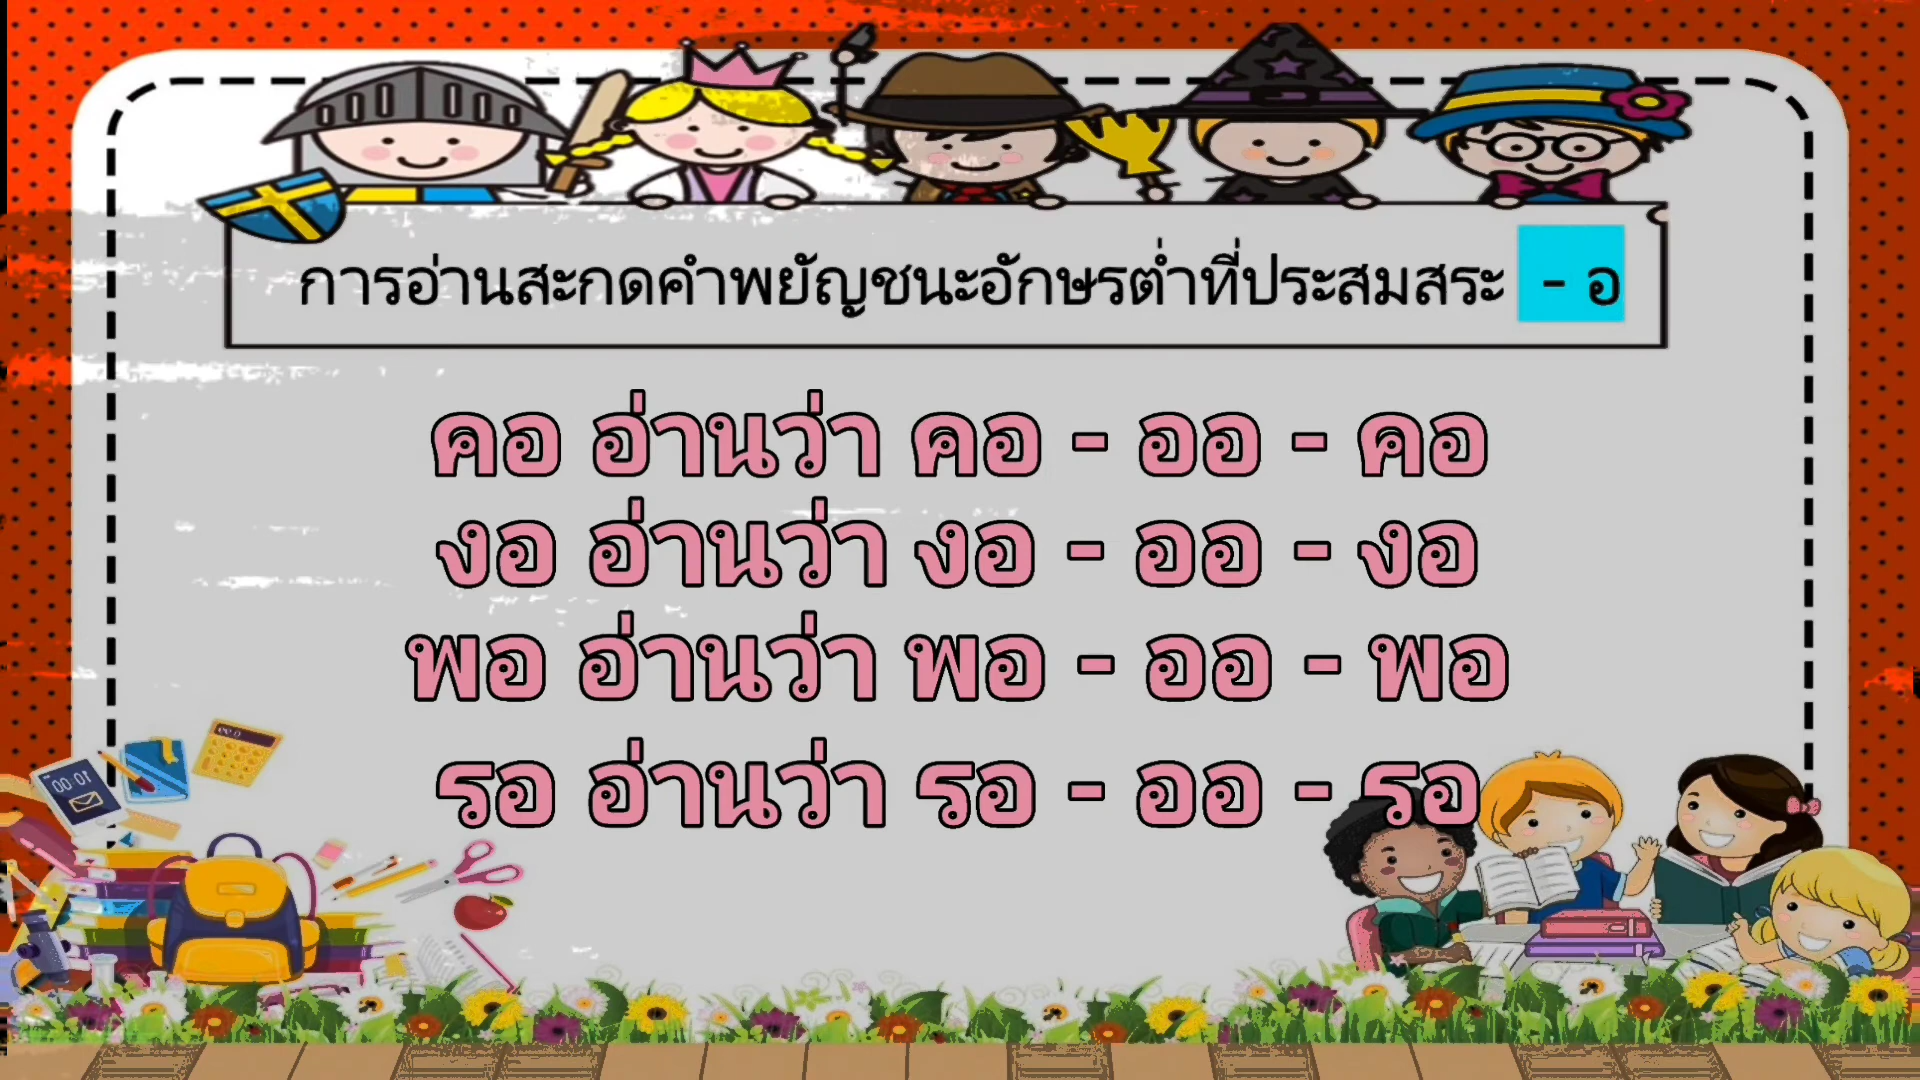 การอ่านสะกดคำพยัญชนะอักษรต่ำที่ประสมสระ - อ
คอ อ่านว่า คอ - ออ - คอ
งอ อ่านว่า งอ - ออ - งอ
พอ อ่านว่า พอ - ออ - พอ
รอ อ่านว่า รอ - ออ - รอ